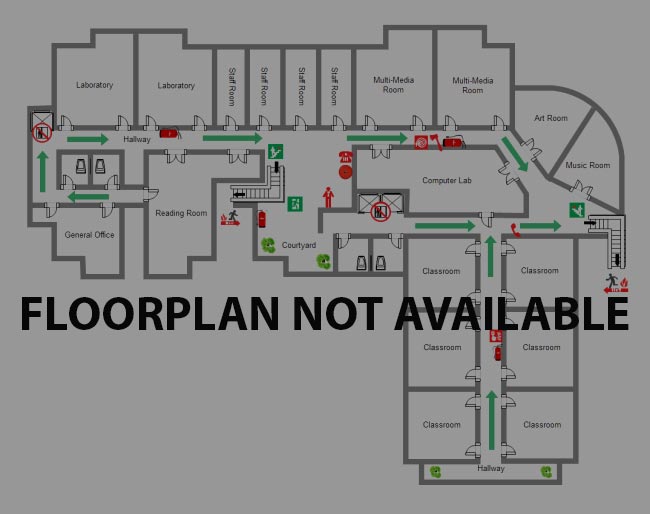 Laboratory
Laboratory
Staff Room
Staff Room
Staff Room
Staff Room
Multi-Media
Room
Multi-Media
Room
Art Room
Hallway
Music Room
Computer Lab
Reading Room
General Office
Courtyard
Classroom
Classroom
FLOORPLAN NOT AVAILABLE
Classroom
Classroom
Classroom
Classroom
Hallway